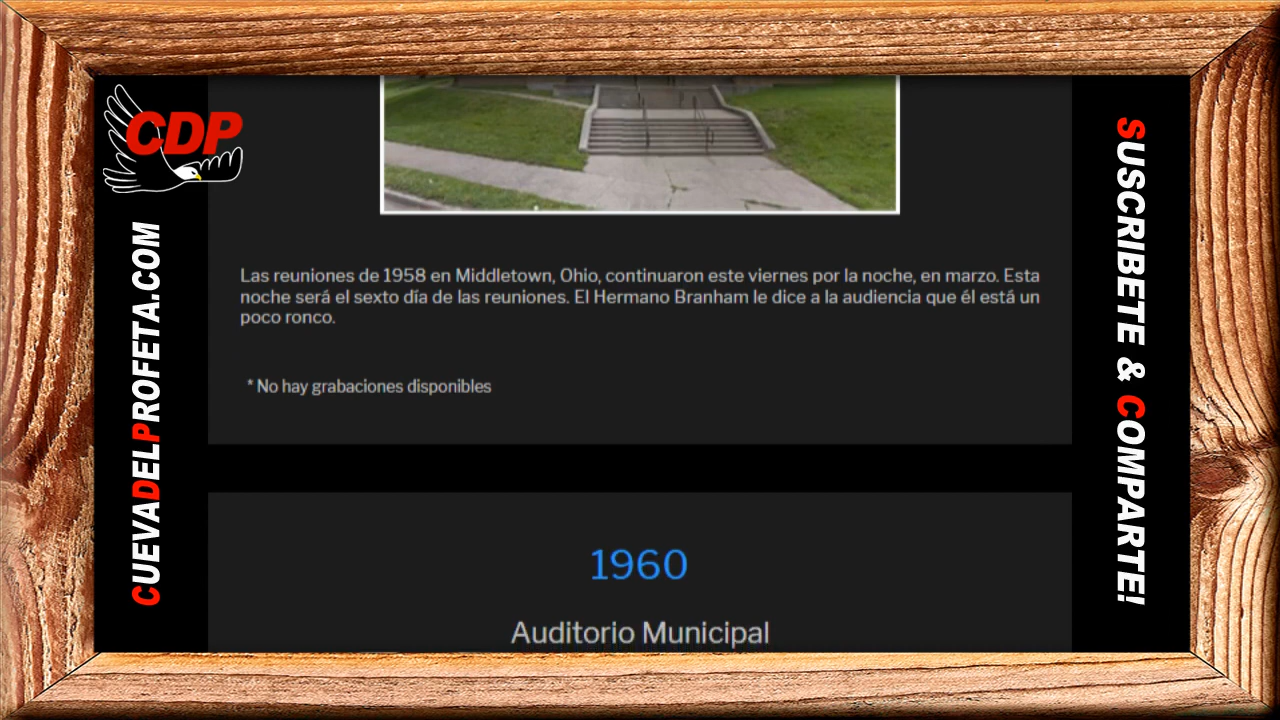 CDP
CUEVADELPROFETA.COM
Las reuniones de 1958 en Middletown, Ohio, continuaron este viernes por la noche, en marzo. Esta
noche será el sexto día de las reuniones. El Hermano Branham le dice a la audiencia que él está un
poco ronco.
* No hay grabaciones disponibles
1960
Auditorio Municipal
SUSCRIBETE & COMPARTE!